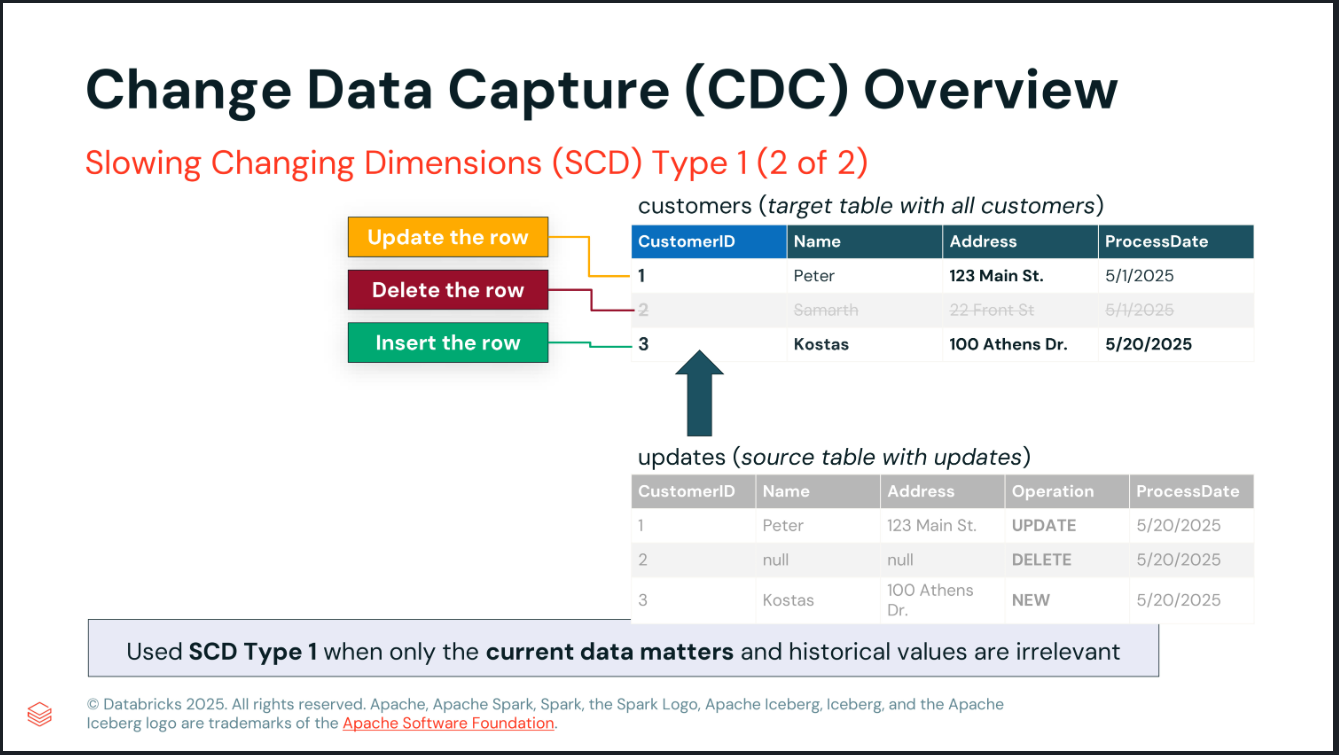 Change Data Capture (CDC) Overview
Slowing Changing Dimensions (SCD) Type 1 (2 of 2)
customers (target table with all customers)
Update the row
Delete the row
Insert the row
CustomerID Name Address ProcessDate
1 Peter 123 Main St. 5/1/2025
2 Samarth 22 Front St 5/1/2025
3 Kostas 100 Athens Dr. 5/20/2025
updates (source table with updates)
CustomerID Name Address Operation ProcessDate
1 Peter 123 Main St. UPDATE 5/20/2025
2 null null DELETE 5/20/2025
3 Kostas 100 Athens Dr. NEW 5/20/2025
Used SCD Type 1 when only the current data matters and historical values are irrelevant
© Databricks 2025. All rights reserved. Apache, Apache Spark, Spark, the Spark Logo, Apache Iceberg, Iceberg, and the Apache
Iceberg logo are trademarks of the Apache Software Foundation.